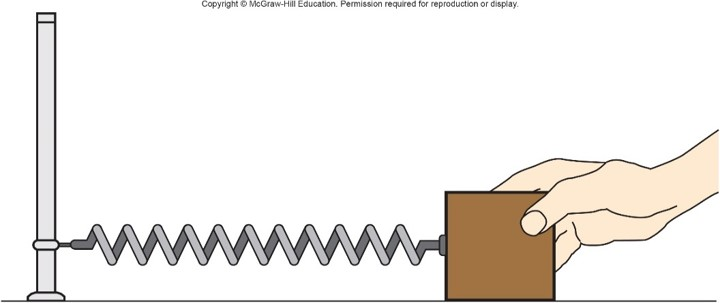 Copyright © McGraw-Hill Education. Permission required for reproduction or display.